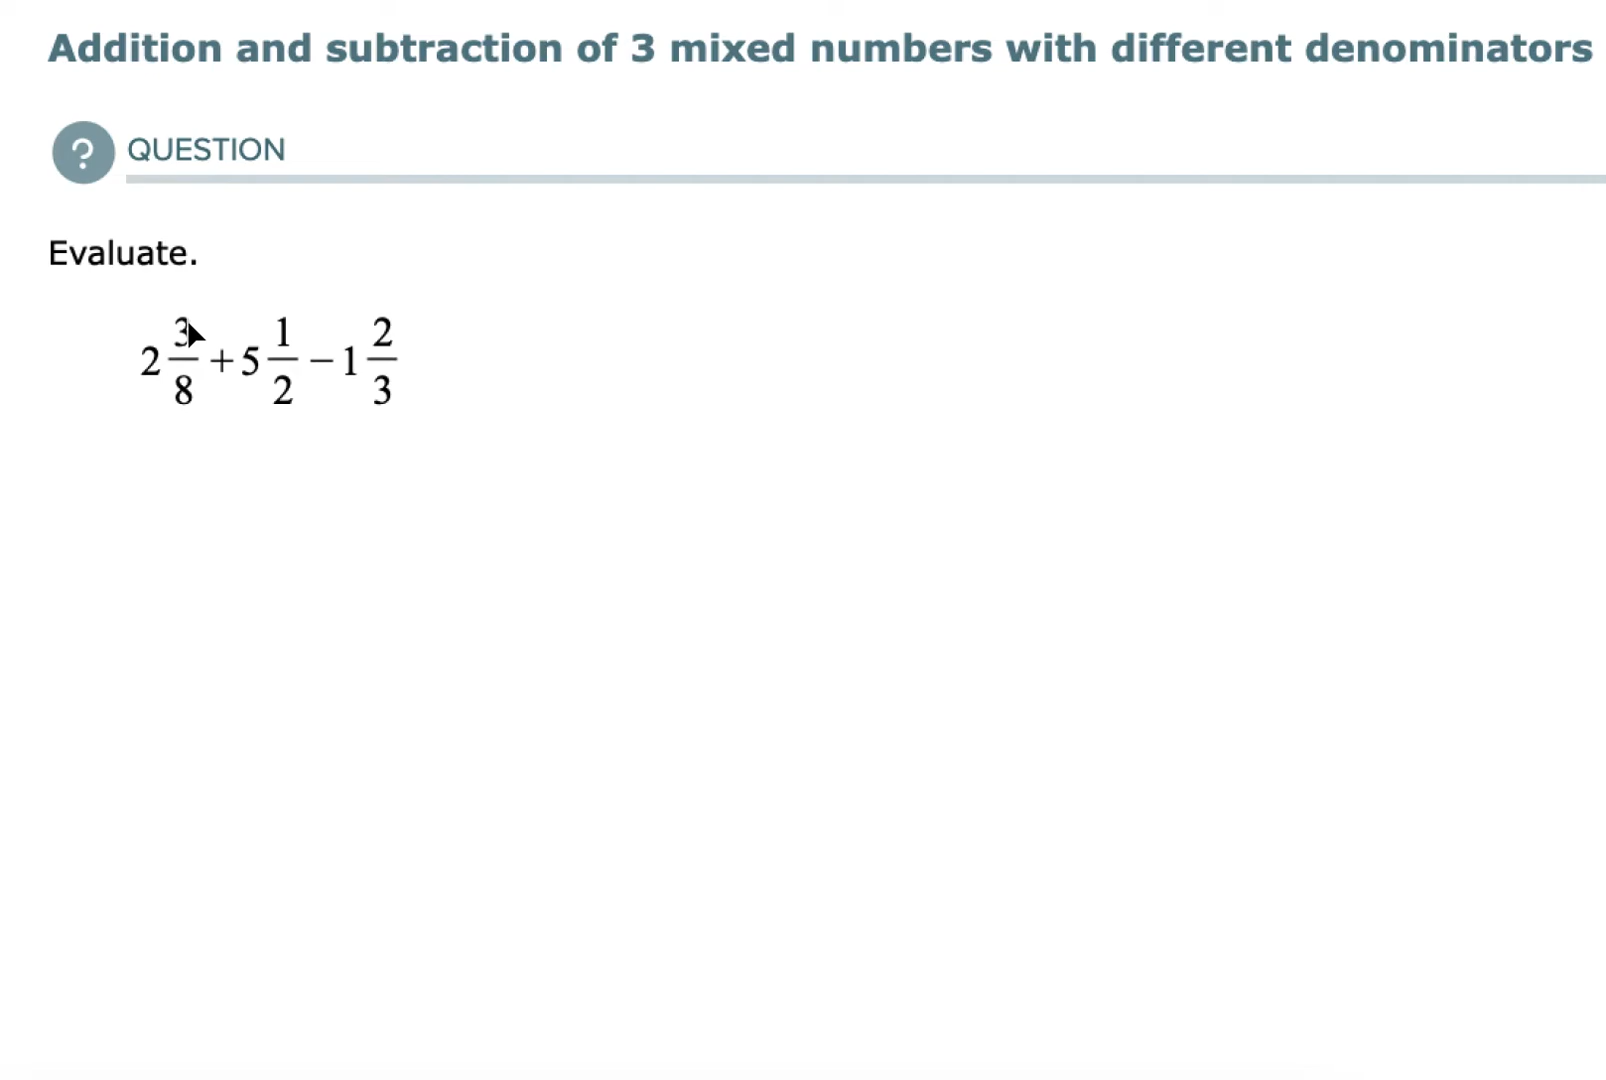 Addition and subtraction of 3 mixed numbers with different denominators
?
QUESTION
Evaluate.
2 3/8 + 5 1/2 − 1 2/3